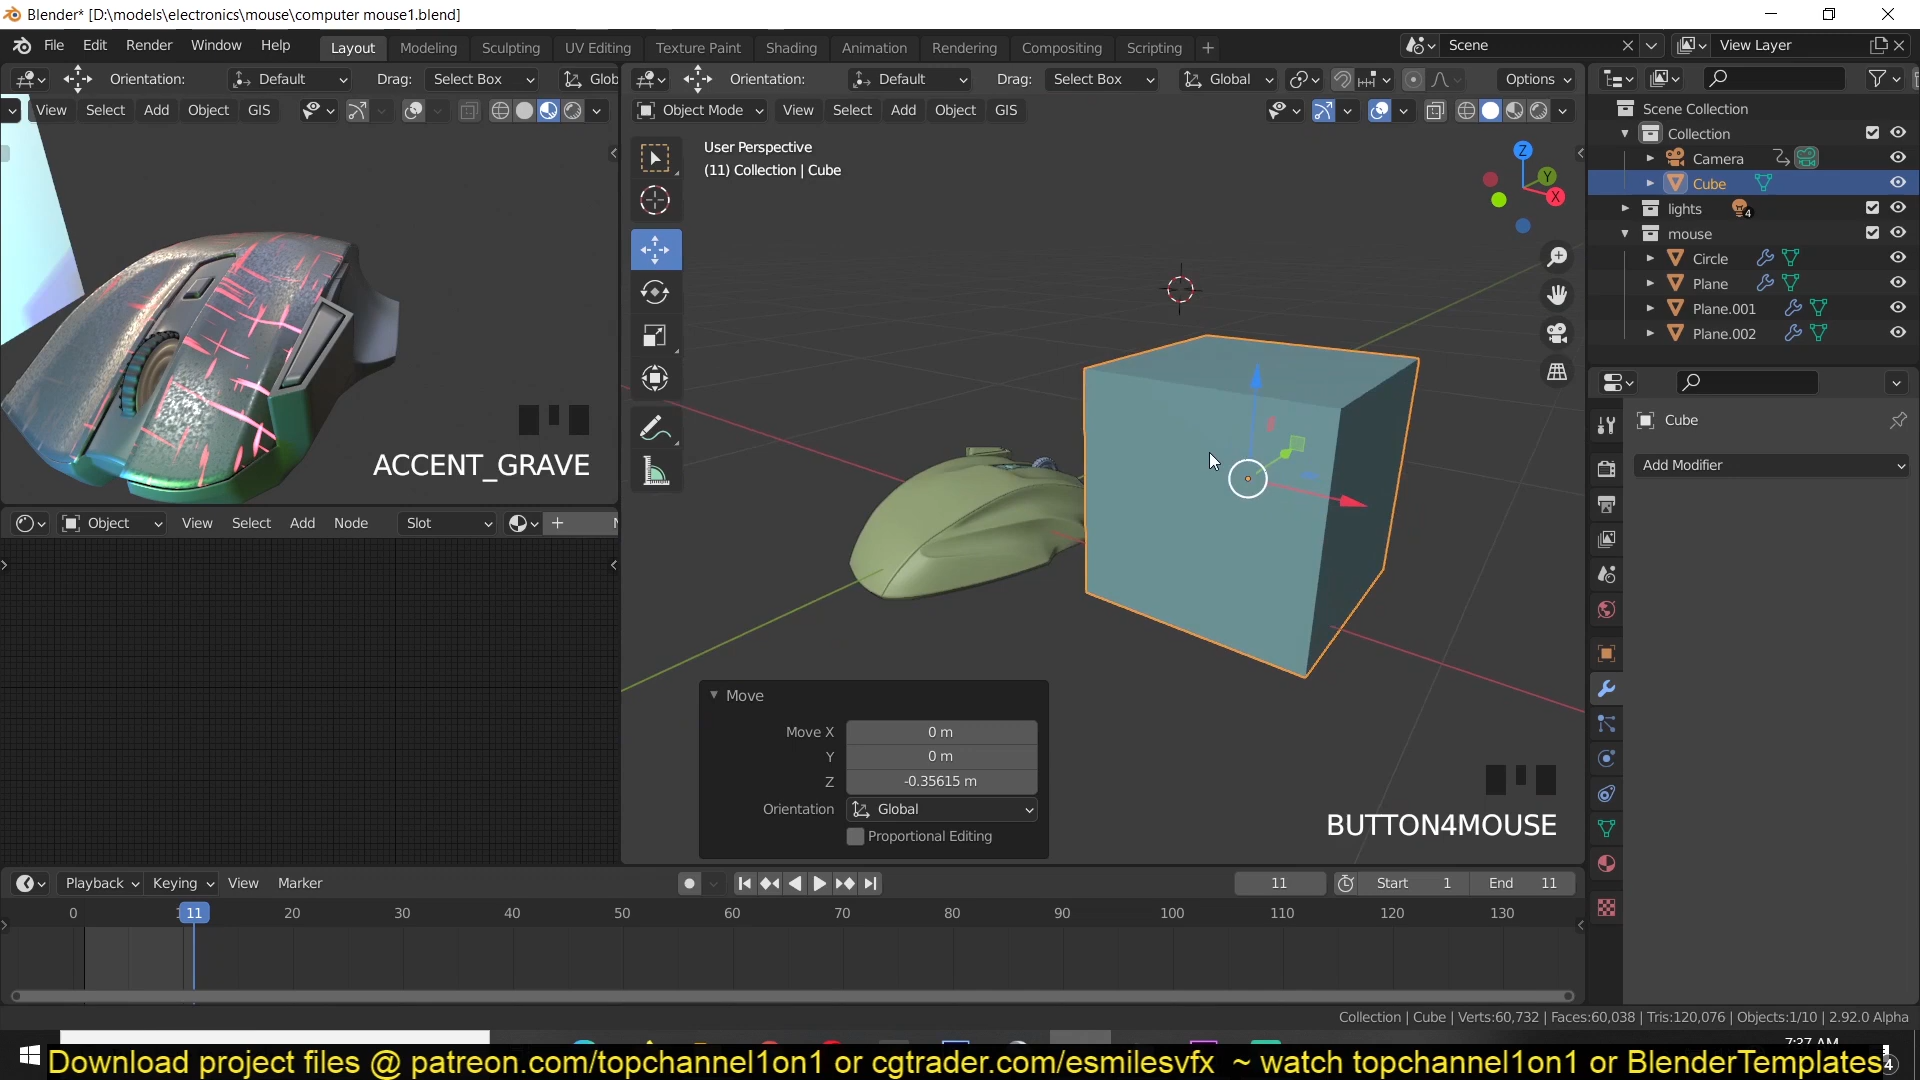 Blender* [D:\models\electronics\mouse\computer mouse1.blend]
File Edit Render Window Help Layout Modeling Sculpting UV Editing Texture Paint Shading Animation Rendering Compositing Scripting + Scene View Layer
Orientation: Default Drag: Select Box Glob
Orientation: Default Drag: Select Box Global Options
View Select Add Object GIS
Object Mode View Select Add Object GIS
User Perspective
(11) Collection | Cube
Z
Y
X
Scene Collection
Collection
Camera
Cube
lights 4
mouse
Circle
Plane
Plane.001
Plane.002
Cube
Add Modifier
ACCENT_GRAVE
Object View Select Add Node Slot
Move
Move X 0 m
Y 0 m
Z -0.35615 m
Orientation Global
Proportional Editing
BUTTON4MOUSE
Playback Keying View Marker 11 Start 1 End 11
0 11 20 30 40 50 60 70 80 90 100 110 120 130
Collection | Cube | Verts:60,732 | Faces:60,038 | Tris:120,076 | Objects:1/10 | 2.92.0 Alpha
7:37 AM
Download project files @ patreon.com/topchannel1on1 or cgtrader.com/esmilesvfx ~ watch topchannel1on1 or BlenderTemplates
4